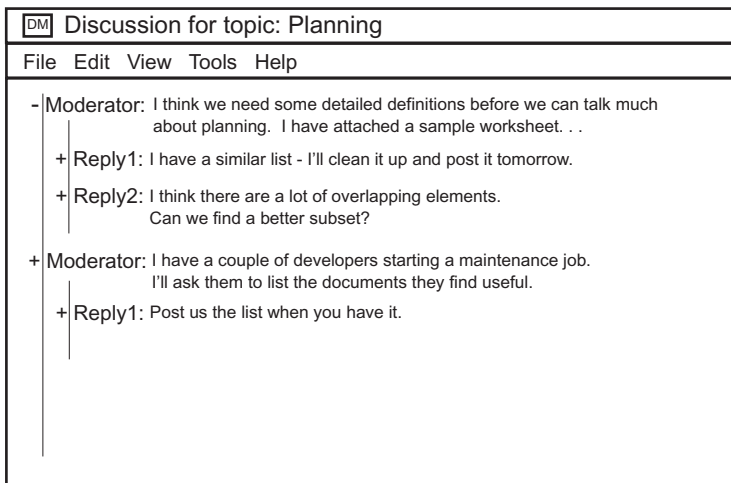 DM Discussion for topic: Planning
File Edit View Tools Help
- Moderator: I think we need some detailed definitions before we can talk much
about planning. I have attached a sample worksheet. . .
+ Reply1: I have a similar list - I’ll clean it up and post it tomorrow.
+ Reply2: I think there are a lot of overlapping elements.
Can we find a better subset?
+ Moderator: I have a couple of developers starting a maintenance job.
I’ll ask them to list the documents they find useful.
+ Reply1: Post us the list when you have it.